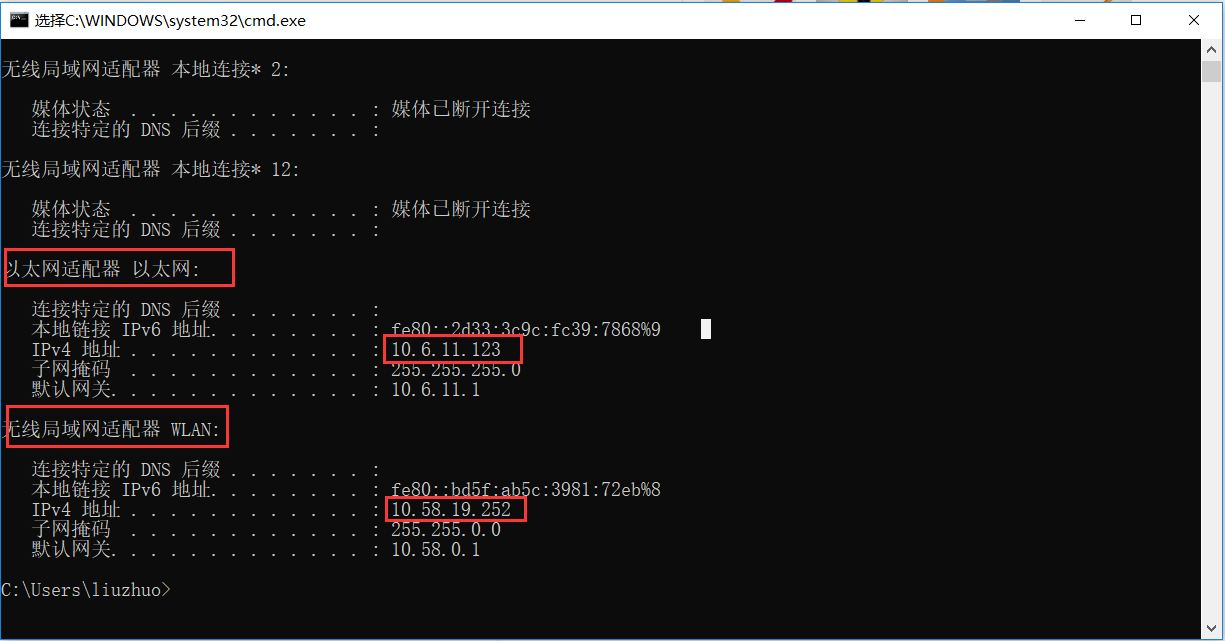 选择C:\WINDOWS\system32\cmd.exe
无线局域网适配器 本地连接* 2:
媒体状态 . . . . . . . . . . . . : 媒体已断开连接
连接特定的 DNS 后缀 . . . . . . . :
无线局域网适配器 本地连接* 12:
媒体状态 . . . . . . . . . . . . : 媒体已断开连接
连接特定的 DNS 后缀 . . . . . . . :
以太网适配器 以太网:
连接特定的 DNS 后缀 . . . . . . . :
本地链接 IPv6 地址. . . . . . . . : fe80::2d33:3c9c:fc39:7868%9
IPv4 地址 . . . . . . . . . . . . : 10.6.11.123
子网掩码 . . . . . . . . . . . . : 255.255.255.0
默认网关. . . . . . . . . . . . . : 10.6.11.1
无线局域网适配器 WLAN:
连接特定的 DNS 后缀 . . . . . . . :
本地链接 IPv6 地址. . . . . . . . : fe80::bd5f:ab5c:3981:72eb%8
IPv4 地址 . . . . . . . . . . . . : 10.58.19.252
子网掩码 . . . . . . . . . . . . : 255.255.0.0
默认网关. . . . . . . . . . . . . : 10.58.0.1
C:\Users\liuzhuo>